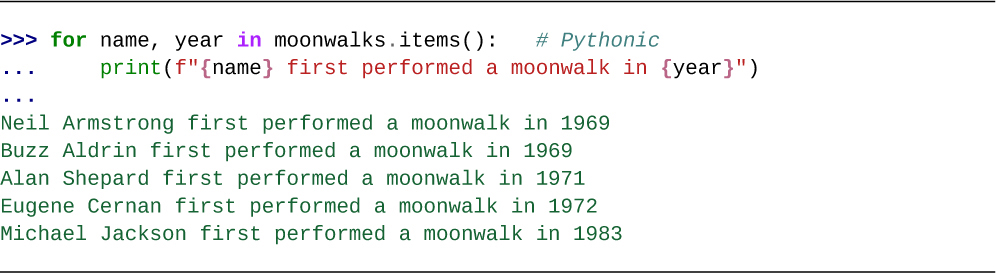 >>> for name, year in moonwalks.items():   # Pythonic
...     print(f"{name} first performed a moonwalk in {year}")
...
Neil Armstrong first performed a moonwalk in 1969
Buzz Aldrin first performed a moonwalk in 1969
Alan Shepard first performed a moonwalk in 1971
Eugene Cernan first performed a moonwalk in 1972
Michael Jackson first performed a moonwalk in 1983